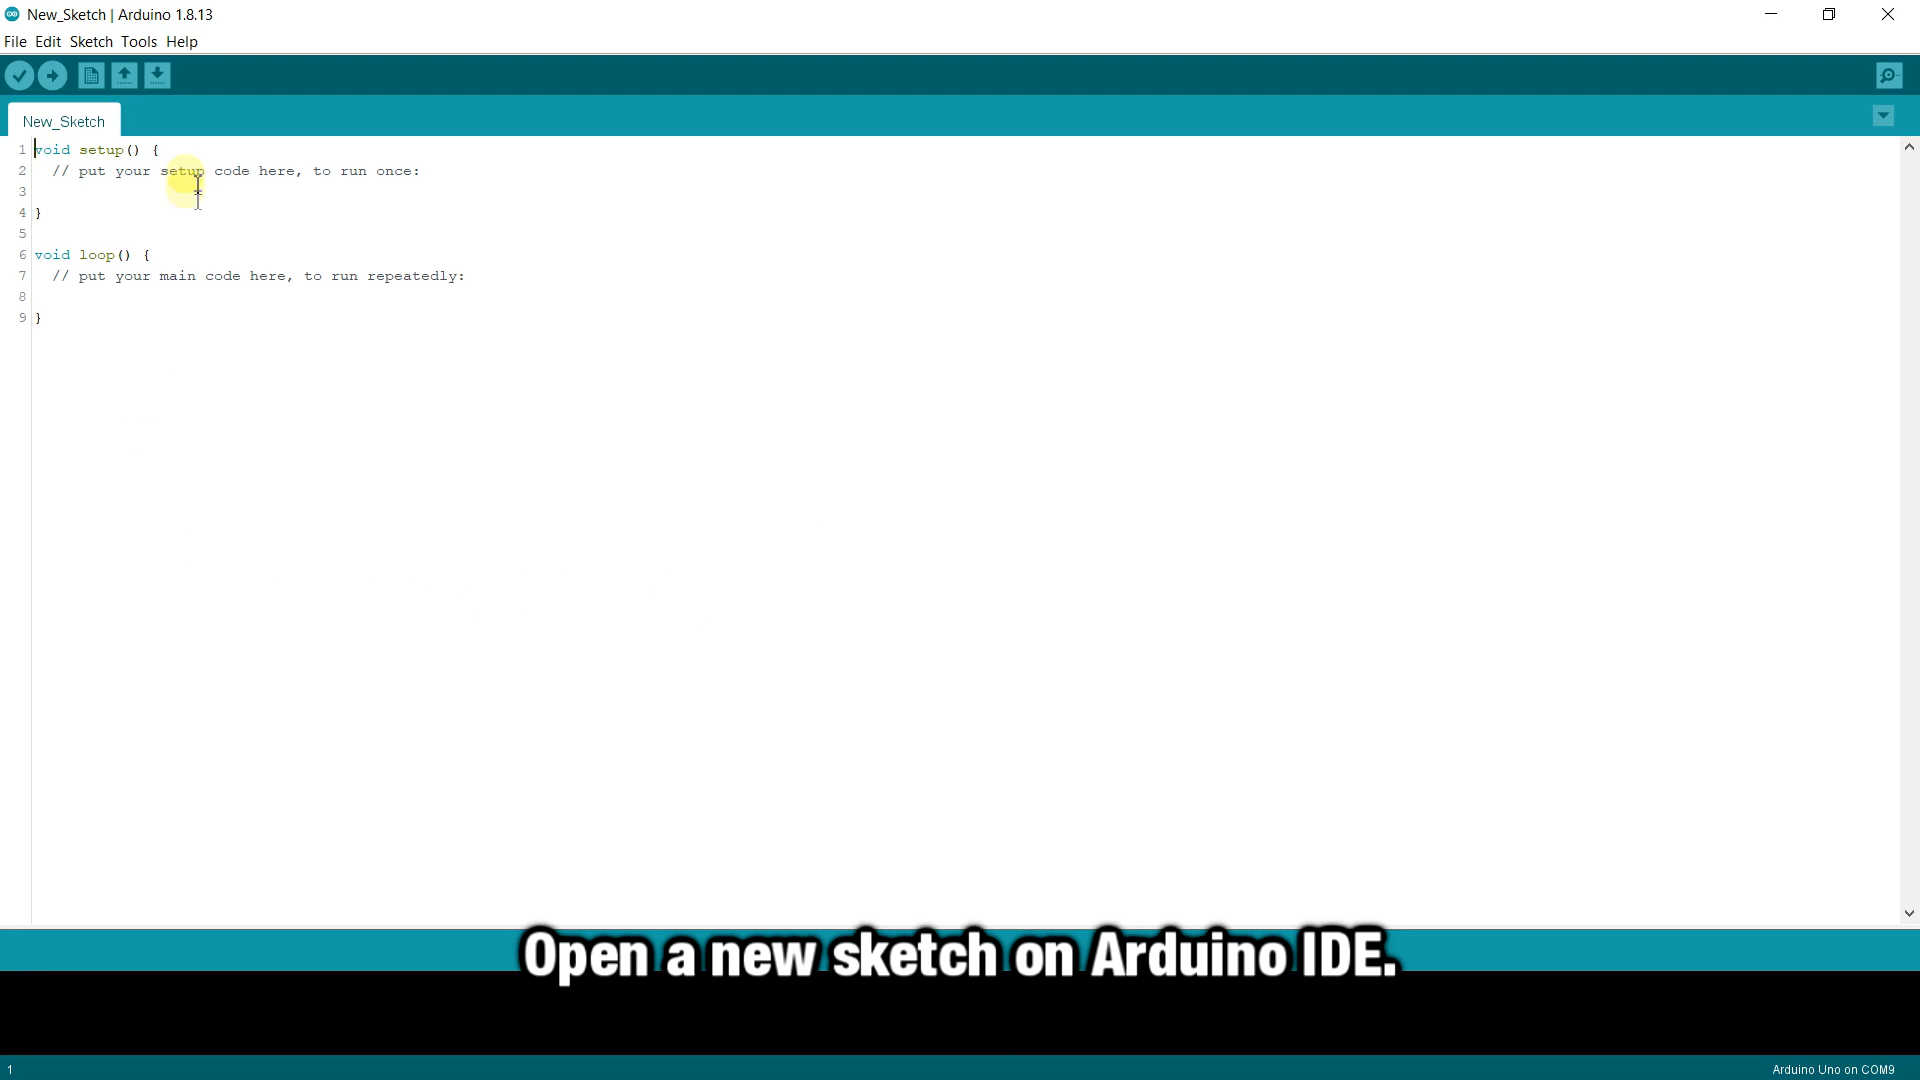 New_Sketch | Arduino 1.8.13
File Edit Sketch Tools Help
New_Sketch
1 void setup() {
2   // put your setup code here, to run once:
3
4 }
5
6 void loop() {
7   // put your main code here, to run repeatedly:
8
9 }
Open a new sketch on Arduino IDE.
1
Arduino Uno on COM9